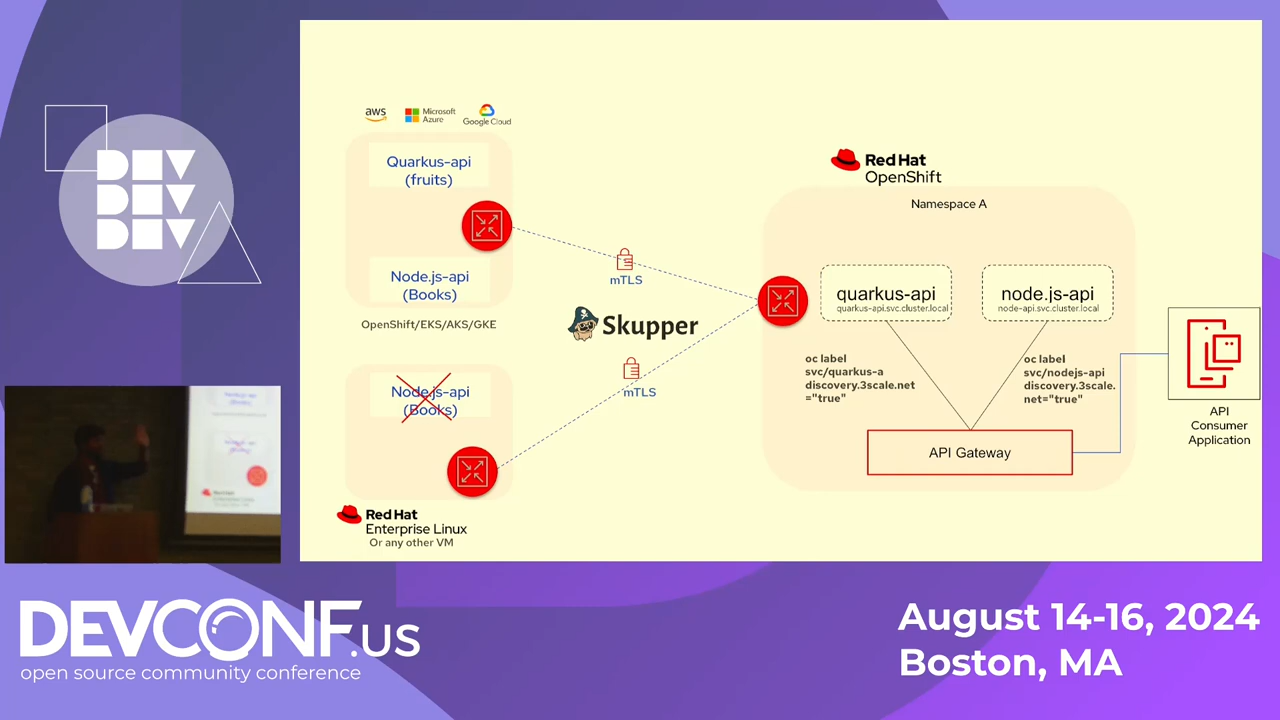 aws
Microsoft
Azure
Google Cloud
Quarkus-api
(fruits)
Node.js-api
(Books)
OpenShift/EKS/AKS/GKE
Node.js-api
(Books)
Red Hat
Enterprise Linux
Or any other VM
mTLS
Skupper
mTLS
Red Hat
OpenShift
Namespace A
quarkus-api
quarkus-api.svc.cluster.local
node.js-api
node-api.svc.cluster.local
oc label
svc/quarkus-a
discovery.3scale.net
="true"
oc label
svc/nodejs-api
discovery.3scale.
net="true"
API Gateway
API
Consumer
Application
DEV
DEV
DEV
DEVCONF.us
open source community conference
August 14-16, 2024
Boston, MA